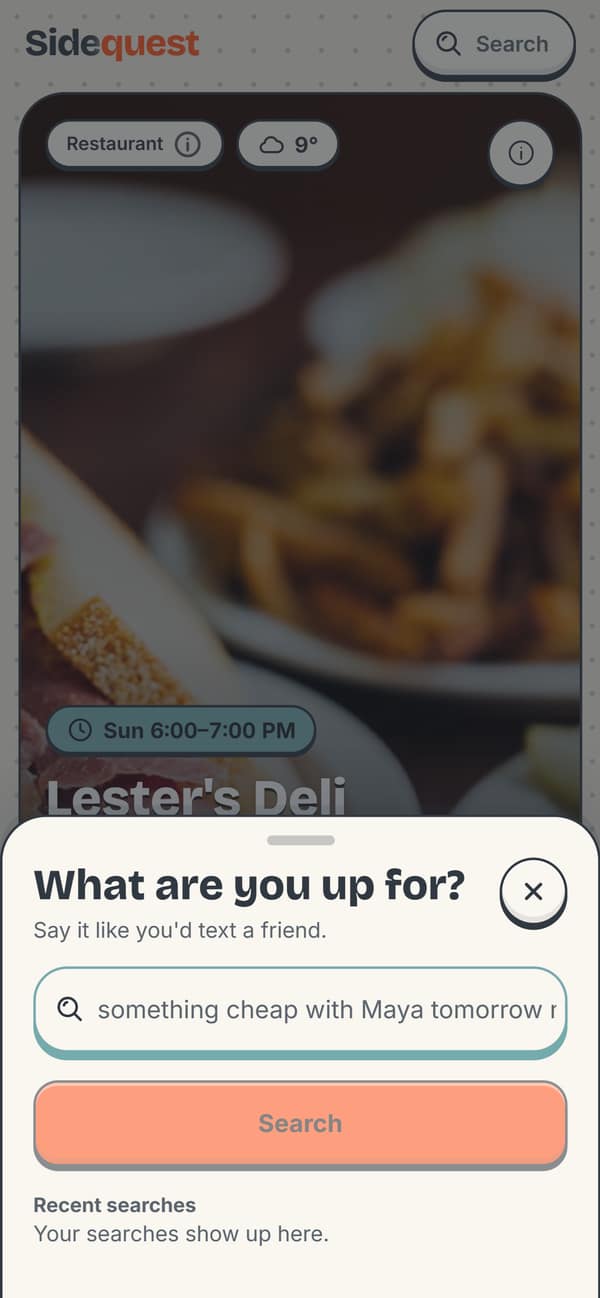 Sidequest
Search
Restaurant
9°
Sun 6:00–7:00 PM
Lester's Deli
What are you up for?
Say it like you'd text a friend.
something cheap with Maya tomorrow
Search
Recent searches
Your searches show up here.